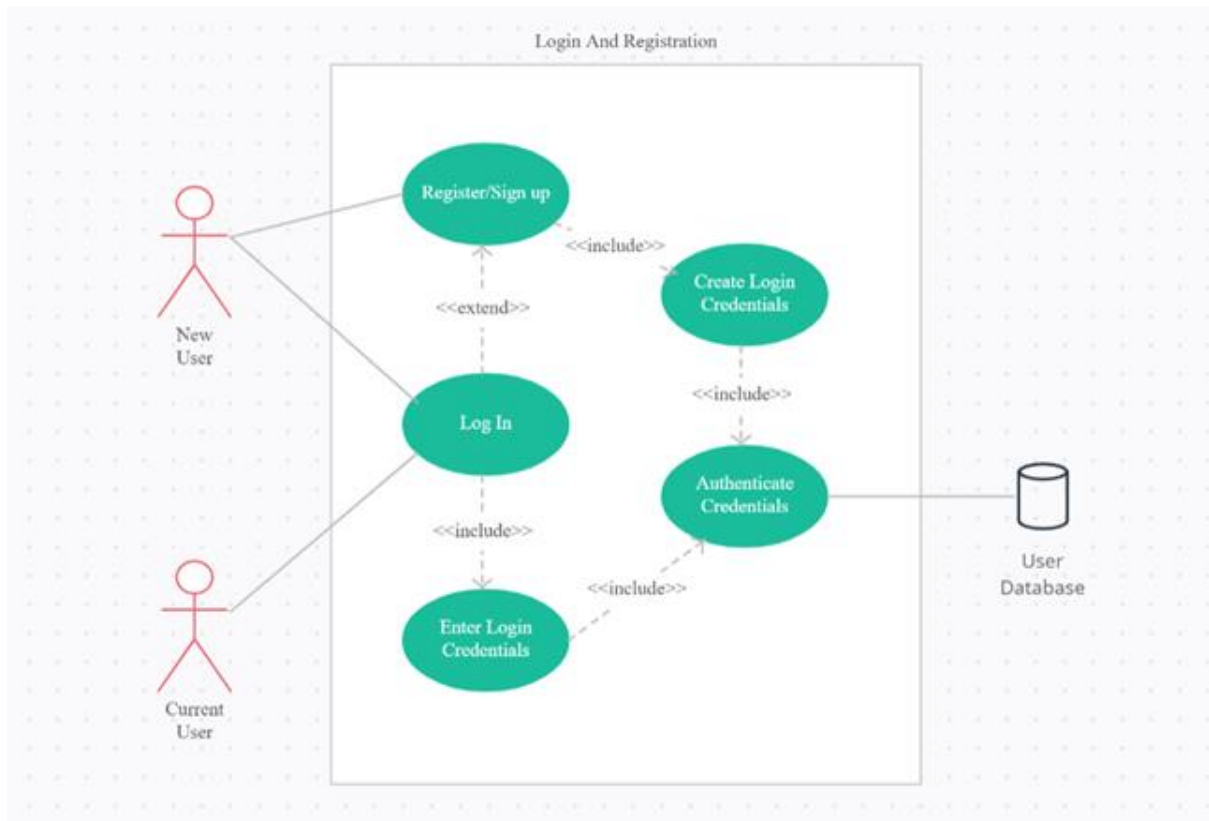 Login And Registration
Register/Sign up
<<include>>
Create Login
Credentials
<<extend>>
New
User
<<include>>
Log In
Authenticate
Credentials
<<include>>
<<include>>
User
Database
Enter Login
Credentials
Current
User